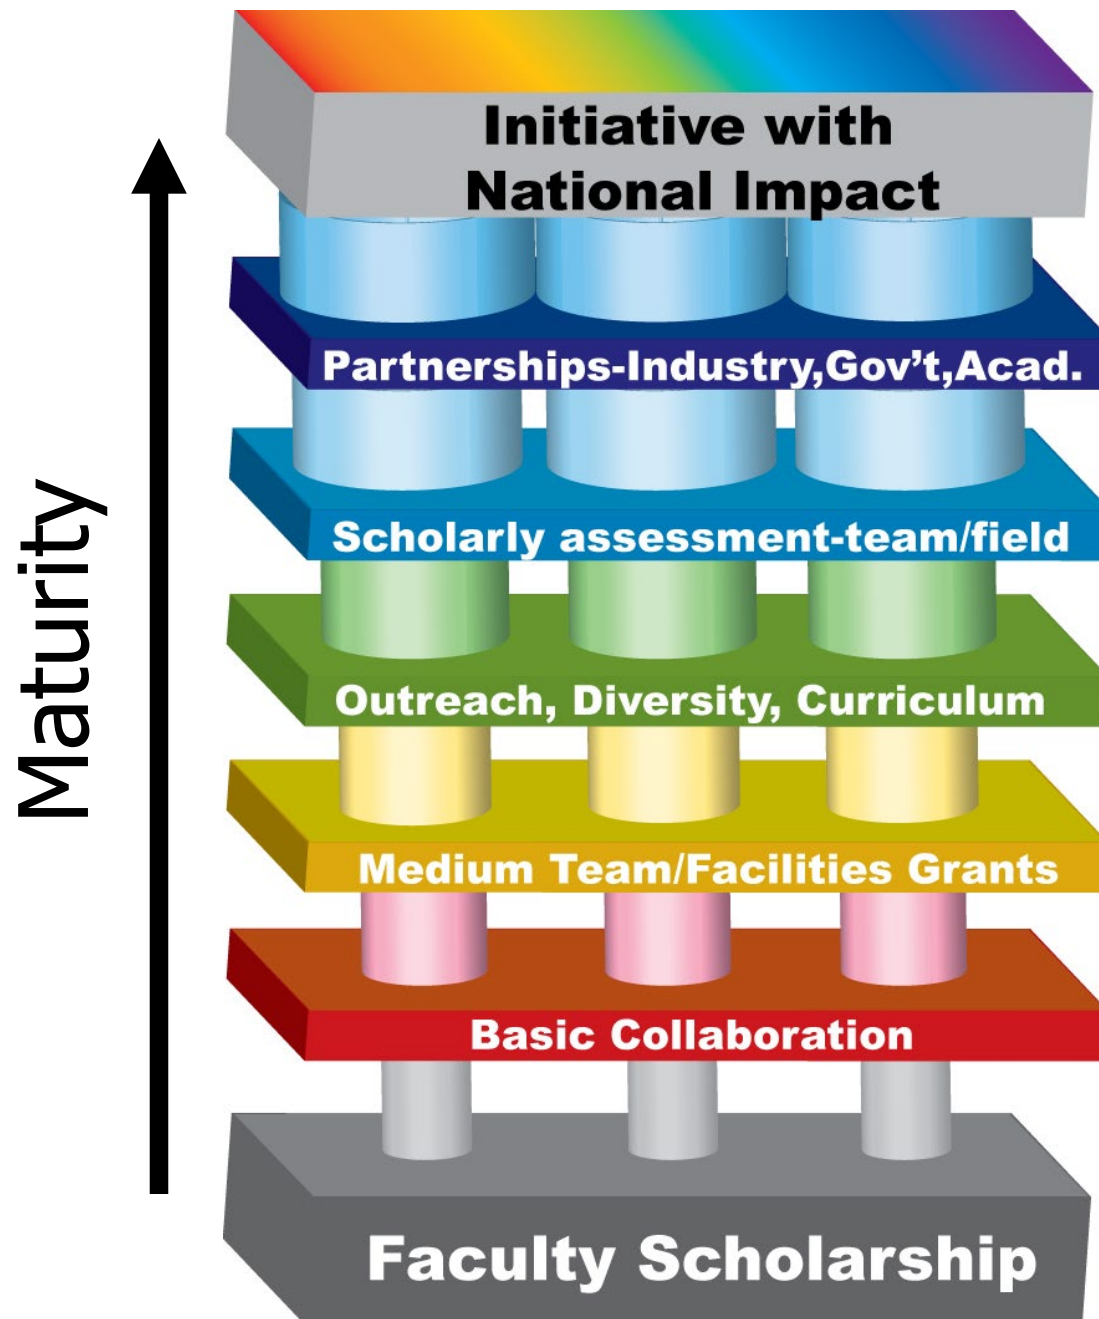 Initiative with
National Impact
Partnerships-Industry,Gov’t,Acad.
Scholarly assessment-team/field
Outreach, Diversity, Curriculum
Medium Team/Facilities Grants
Basic Collaboration
Faculty Scholarship
Maturity